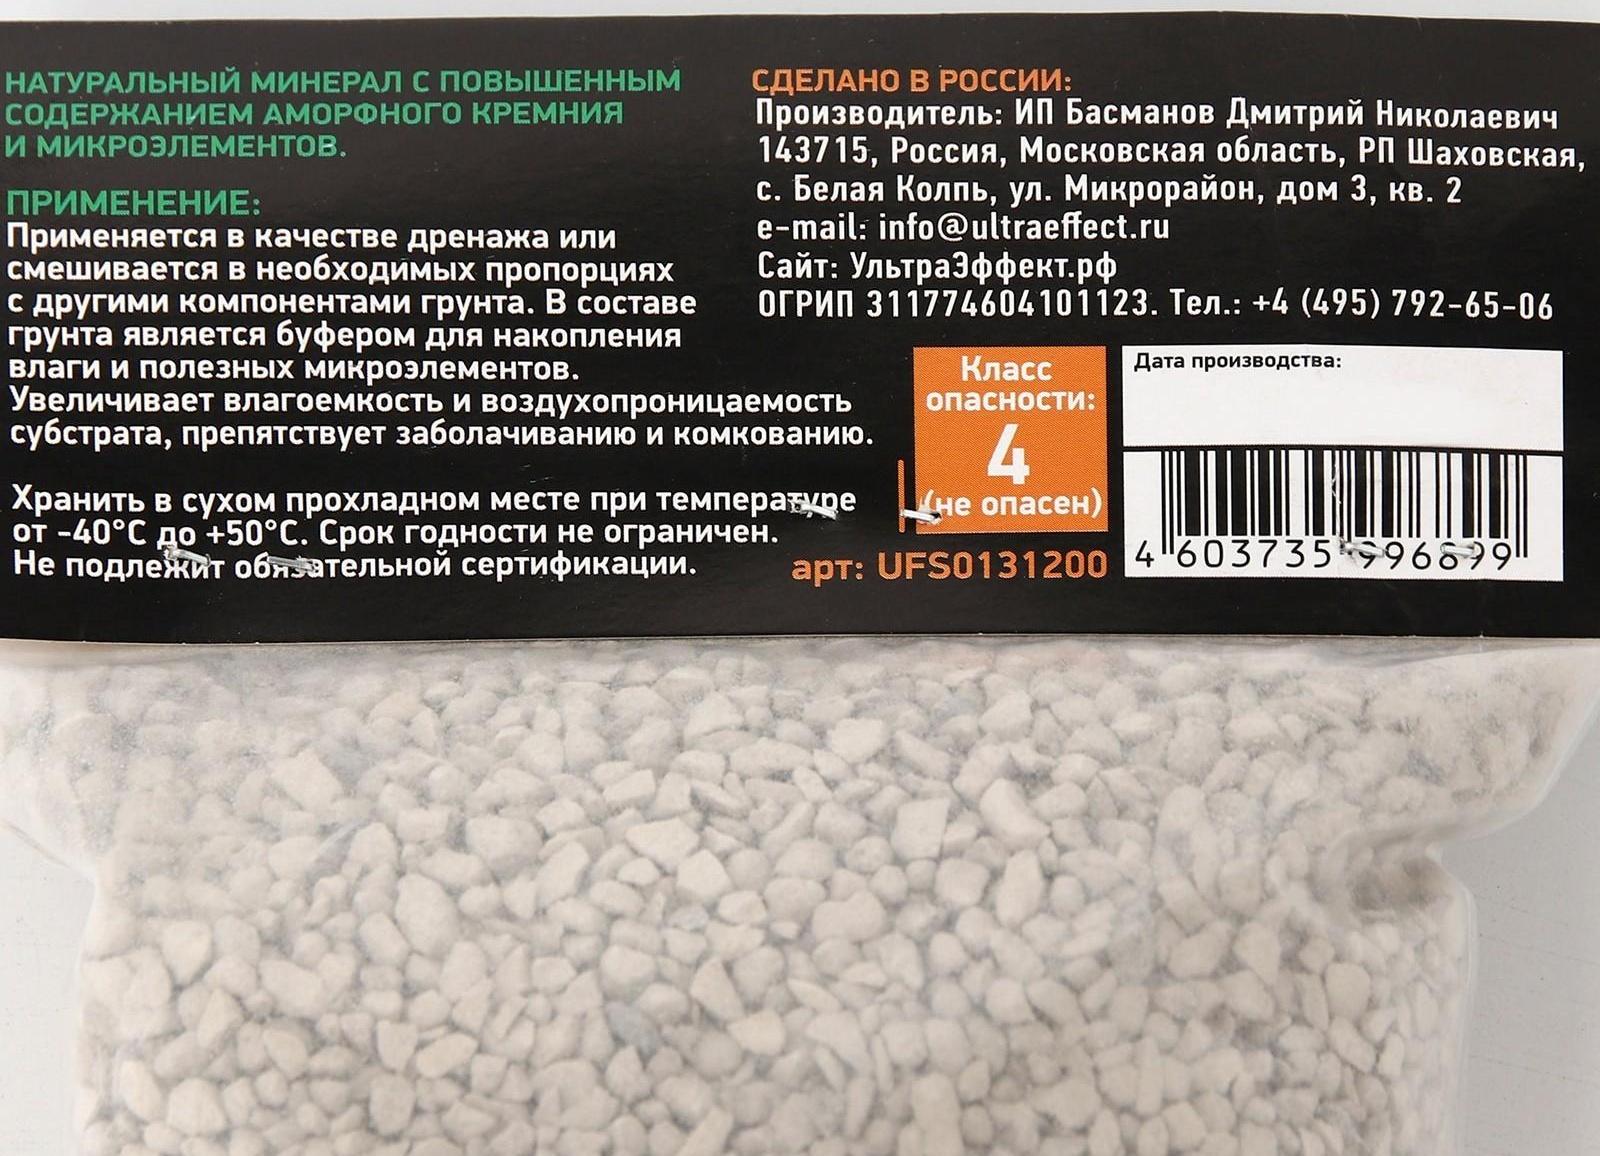 НАТУРАЛЬНЫЙ МИНЕРАЛ С ПОВЫШЕННЫМ
СОДЕРЖАНИЕМ АМОРФНОГО КРЕМНИЯ
И МИКРОЭЛЕМЕНТОВ.
ПРИМЕНЕНИЕ:
Применяется в качестве дренажа или
смешивается в необходимых пропорциях
с другими компонентами грунта. В составе
грунта является буфером для накопления
влаги и полезных микроэлементов.
Увеличивает влагоемкость и воздухопроницаемость
субстрата, препятствует заболачиванию и комкованию.
Хранить в сухом прохладном месте при температуре
от -40°C до +50°C. Срок годности не ограничен.
Не подлежит обязательной сертификации.
СДЕЛАНО В РОССИИ:
Производитель: ИП Басманов Дмитрий Николаевич
143715, Россия, Московская область, РП Шаховская,
с. Белая Колпь, ул. Микрорайон, дом 3, кв. 2
e-mail: info@ultraeffect.ru
Сайт: УльтраЭффект.рф
ОГРИП 311774604101123. Тел.: +4 (495) 792-65-06
Класс
опасности:
4
(не опасен)
арт: UFS0131200
Дата производства:
4 603735 996899